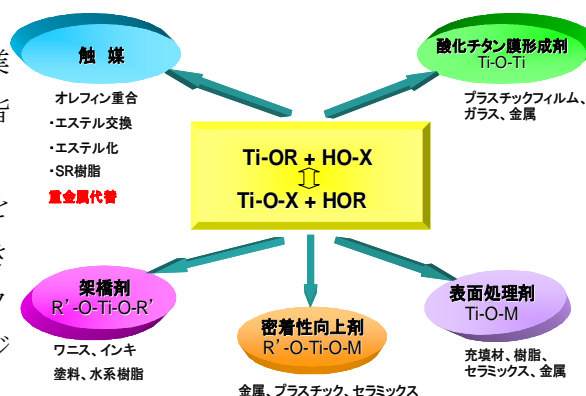 触 媒
オレフィン重合
・エステル交換
・エステル化
・SR樹脂
重金属代替
酸化チタン膜形成剤
Ti-O-Ti
プラスチックフィルム、
ガラス、金属
Ti-OR + HO-X
Ti-O-X + HOR
架橋剤
R’-O-Ti-O-R’
ワニス、インキ
塗料、水系樹脂
密着性向上剤
R’-O-Ti-O-M
金属、プラスチック、セラミックス
表面処理剤
Ti-O-M
充填材、樹脂、
セラミックス、金属